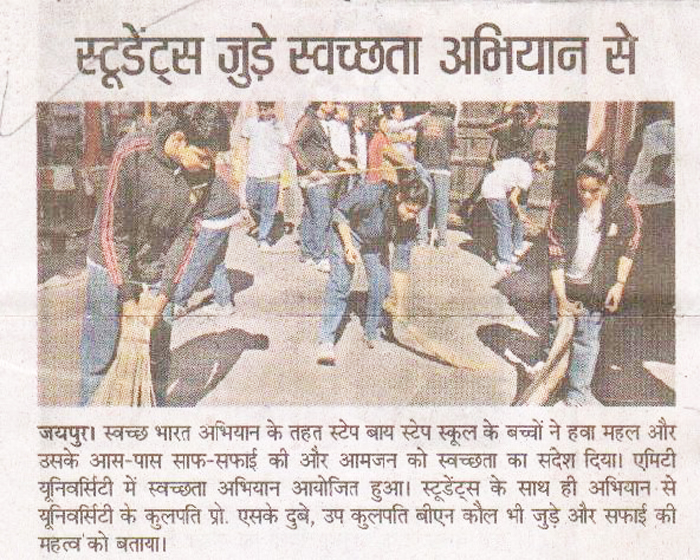 स्टूडेंट्स जुड़े स्वच्छता अभियान से
जयपुर। स्वच्छ भारत अभियान के तहत स्टेप बाय स्टेप स्कूल के बच्चों ने हवा महल और
उसके आस-पास साफ-सफाई की और आमजन को स्वच्छता का संदेश दिया। एमिटी
यूनिवर्सिटी में स्वच्छता अभियान आयोजित हुआ। स्टूडेंट्स के साथ ही अभियान से
यूनिवर्सिटी के कुलपति प्रो. एसके दुबे, उप कुलपति बीएन कौल भी जुड़े और सफाई की
महत्व को बताया।